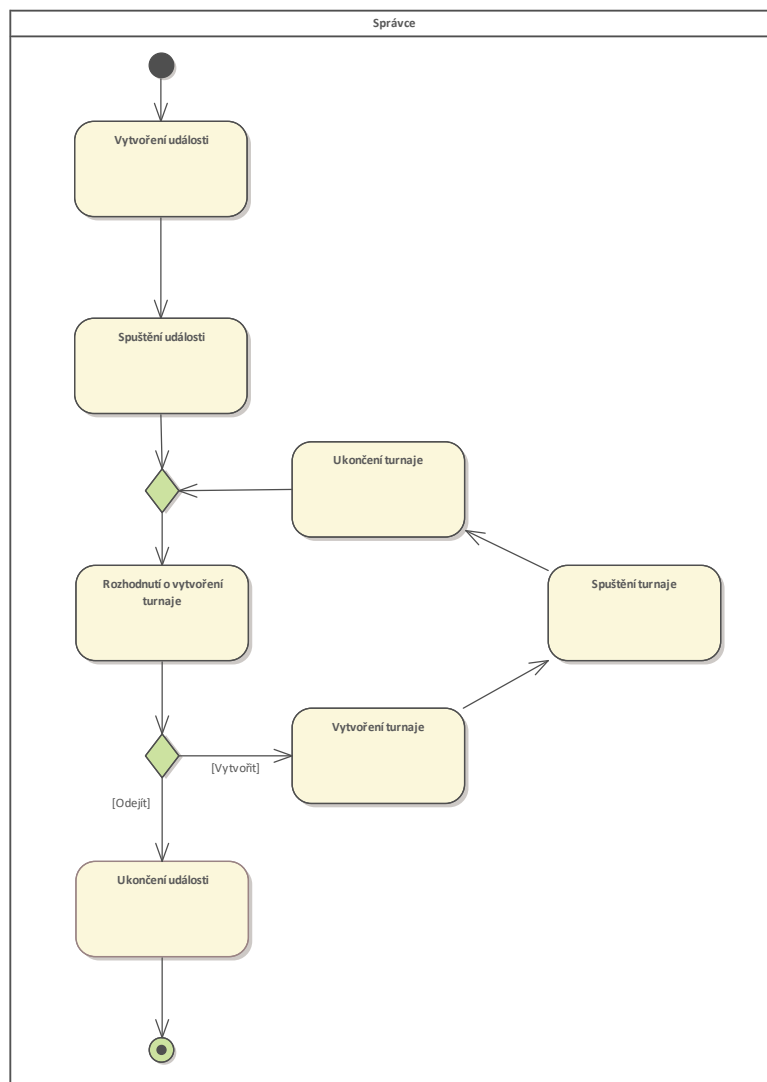 Správce
Vytvoření události
Spuštění události
Ukončení turnaje
Rozhodnutí o vytvoření
turnaje
Spuštění turnaje
Vytvoření turnaje
[Vytvořit]
[Odejít]
Ukončení události